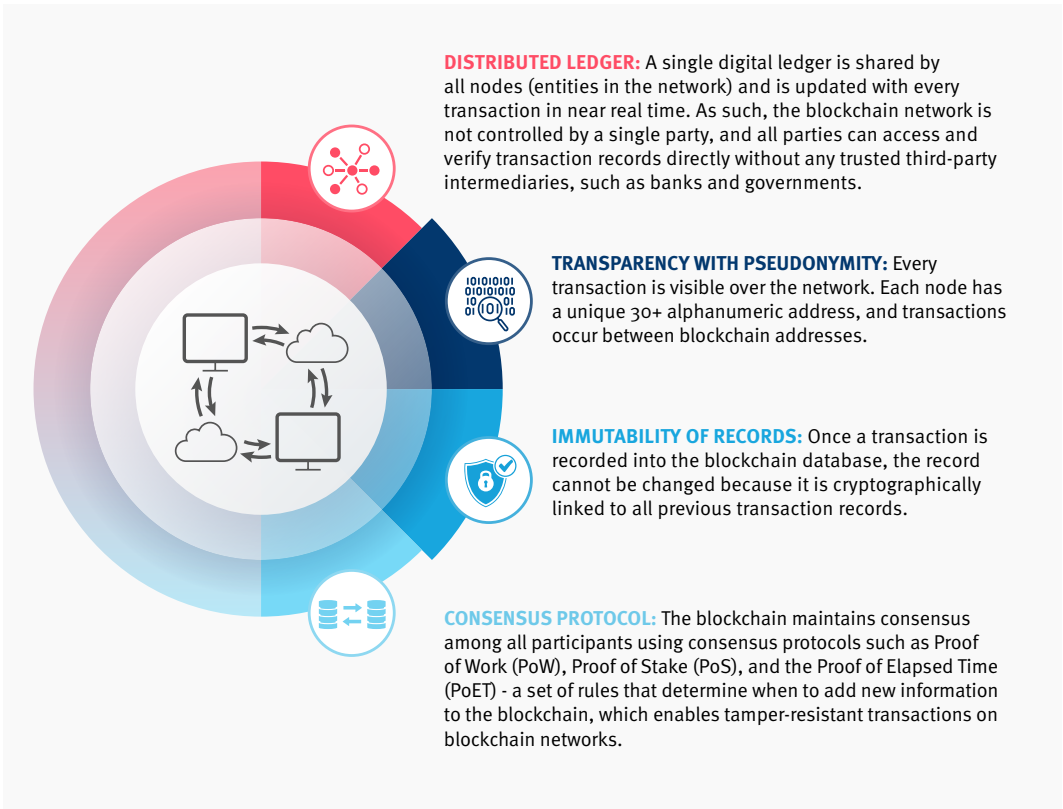 DISTRIBUTED LEDGER: A single digital ledger is shared by
all nodes (entities in the network) and is updated with every
transaction in near real time. As such, the blockchain network is
not controlled by a single party, and all parties can access and
verify transaction records directly without any trusted third-party
intermediaries, such as banks and governments.
TRANSPARENCY WITH PSEUDONYMITY: Every
transaction is visible over the network. Each node has
a unique 30+ alphanumeric address, and transactions
occur between blockchain addresses.
01010101
01010101
IMMUTABILITY OF RECORDS: Once a transaction is
recorded into the blockchain database, the record
cannot be changed because it is cryptographically
linked to all previous transaction records.
CONSENSUS PROTOCOL: The blockchain maintains consensus
among all participants using consensus protocols such as Proof
of Work (PoW), Proof of Stake (PoS), and the Proof of Elapsed Time
(PoET) - a set of rules that determine when to add new information
to the blockchain, which enables tamper-resistant transactions on
blockchain networks.